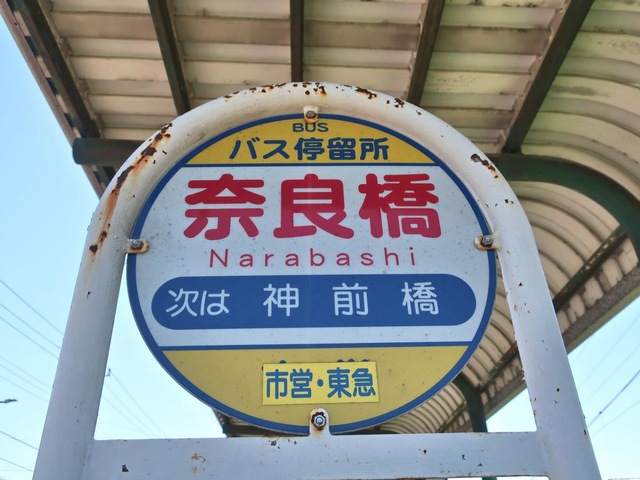 BUS
バス停留所
奈良橋
Narabashi
次は 神前橋
市営・東急